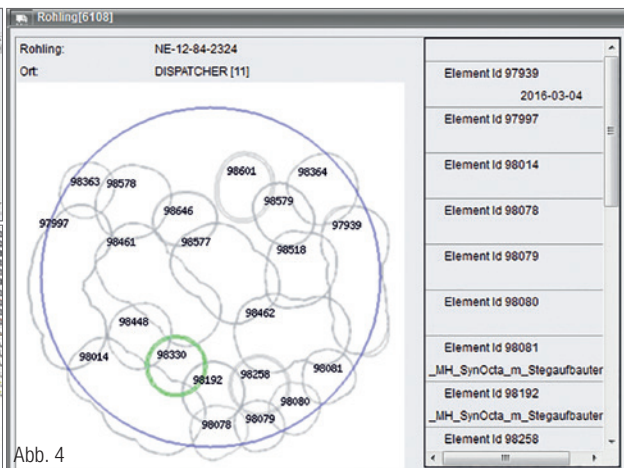 Rohling[6108]
Rohling: NE-12-84-2324
Ort: DISPATCHER [11]
98601 98364
98363 98578
98579
98646
97997 97939
98461 98577
98518
98462
98448
98014 98330
98192 98258 98081
98080
98078 98079
Element Id 97939
2016-03-04
Element Id 97997
Element Id 98014
Element Id 98078
Element Id 98079
Element Id 98080
Element Id 98081
_MH_SynOcta_m_Stegaufbauter
Element Id 98192
_MH_SynOcta_m_Stegaufbauter
Element Id 98258
Abb. 4